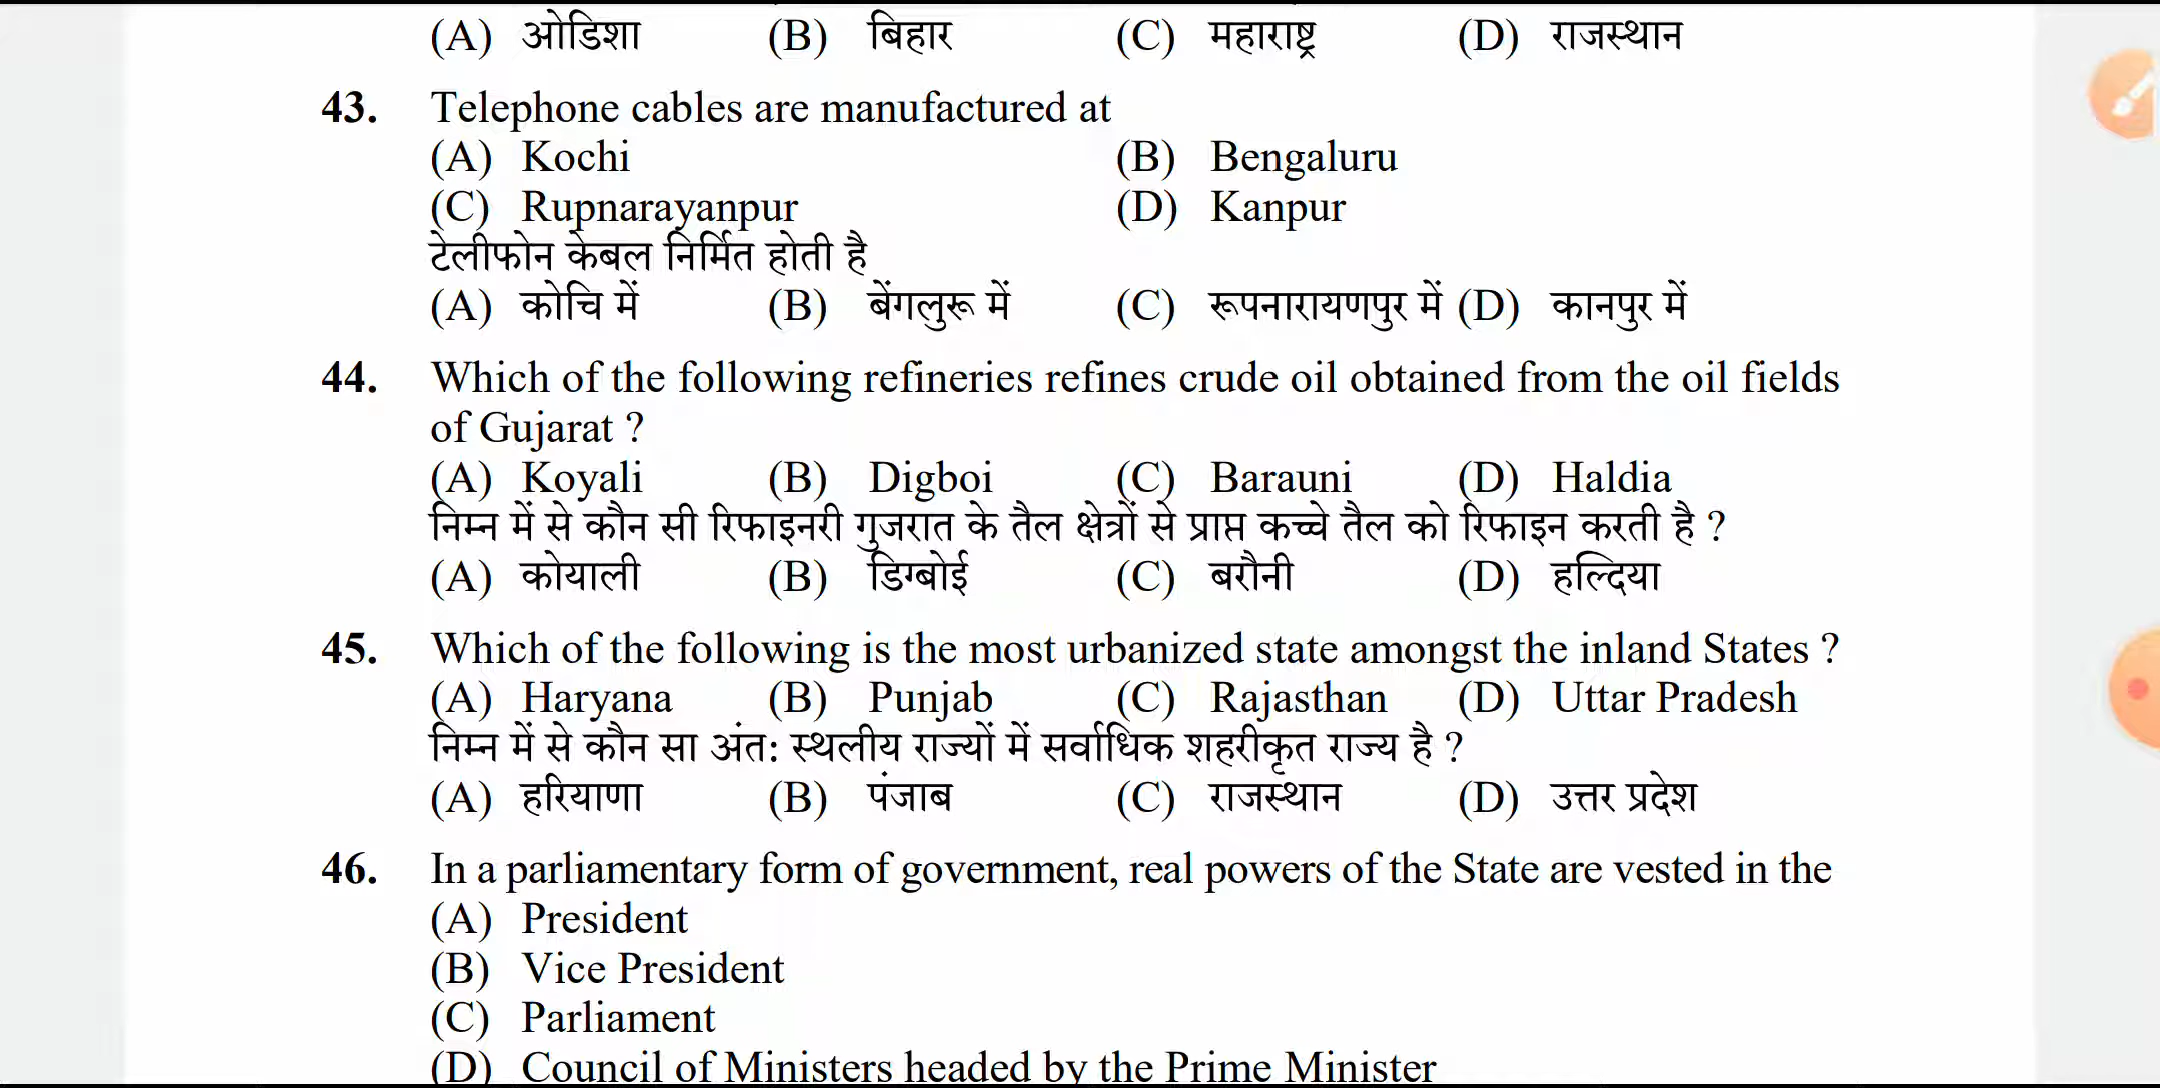 (A) ओडिशा (B) बिहार (C) महाराष्ट्र (D) राजस्थान
43. Telephone cables are manufactured at
(A) Kochi (B) Bengaluru
(C) Rupnarayanpur (D) Kanpur
टेलीफोन केबल निर्मित होती है
(A) कोचि में (B) बेंगलुरू में (C) रूपनारायणपुर में (D) कानपुर में
44. Which of the following refineries refines crude oil obtained from the oil fields
of Gujarat ?
(A) Koyali (B) Digboi (C) Barauni (D) Haldia
निम्न में से कौन सी रिफाइनरी गुजरात के तैल क्षेत्रों से प्राप्त कच्चे तैल को रिफाइन करती है ?
(A) कोयाली (B) डिग्बोई (C) बरौनी (D) हल्दिया
45. Which of the following is the most urbanized state amongst the inland States ?
(A) Haryana (B) Punjab (C) Rajasthan (D) Uttar Pradesh
निम्न में से कौन सा अंत: स्थलीय राज्यों में सर्वाधिक शहरीकृत राज्य है ?
(A) हरियाणा (B) पंजाब (C) राजस्थान (D) उत्तर प्रदेश
46. In a parliamentary form of government, real powers of the State are vested in the
(A) President
(B) Vice President
(C) Parliament
(D) Council of Ministers headed by the Prime Minister